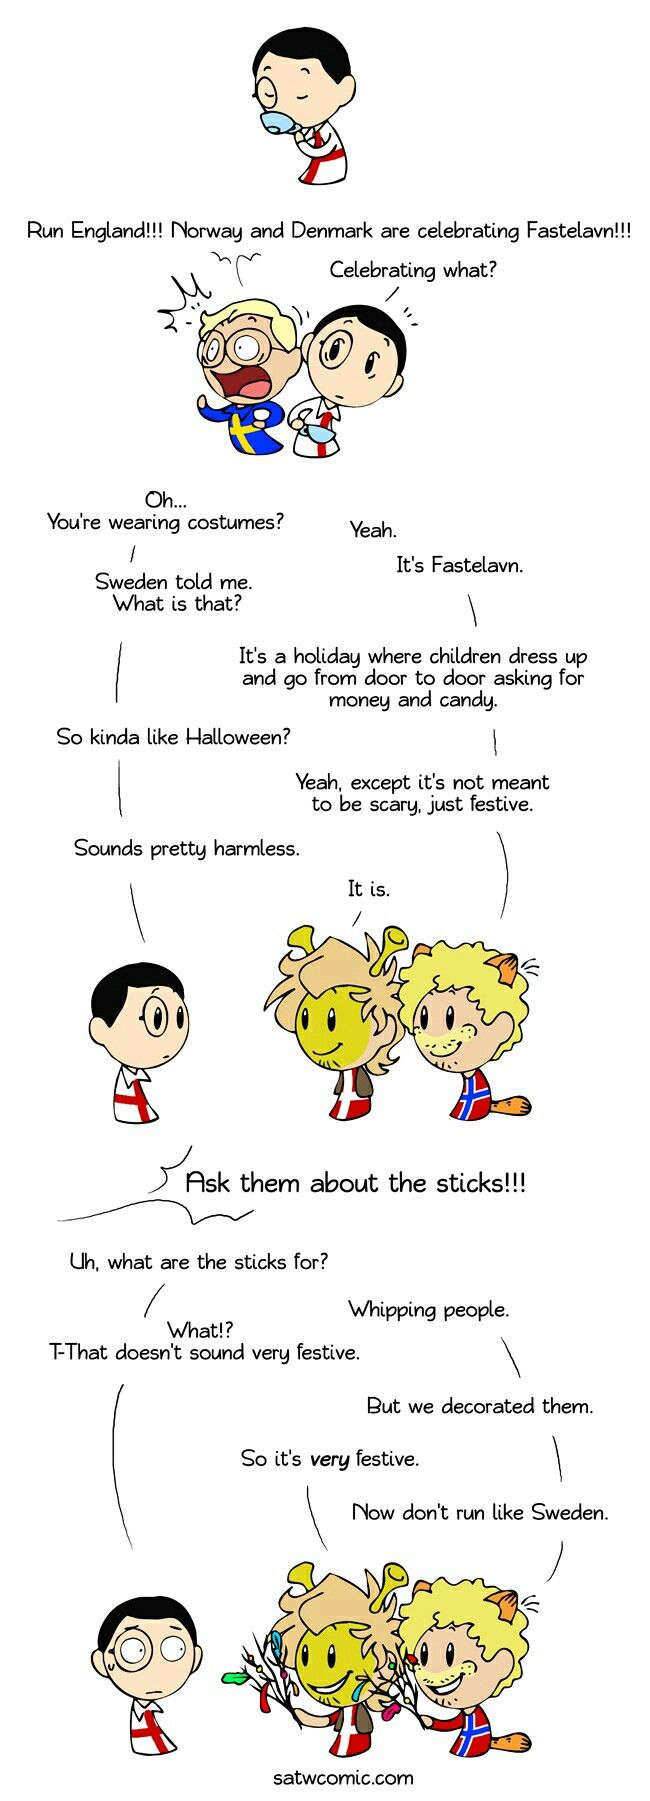 Run England!!! Norway and Denmark are celebrating Fastelavn!!!
Celebrating what?
Oh...
You're wearing costumes?
Yeah.
It's Fastelavn.
Sweden told me.
What is that?
It's a holiday where children dress up
and go from door to door asking for
money and candy.
So kinda like Halloween?
Yeah, except it's not meant
to be scary, just festive.
Sounds pretty harmless.
It is.
Ask them about the sticks!!!
Uh, what are the sticks for?
Whipping people.
What!?
T-That doesn't sound very festive.
But we decorated them.
So it's very festive.
Now don't run like Sweden.
satwcomic.com